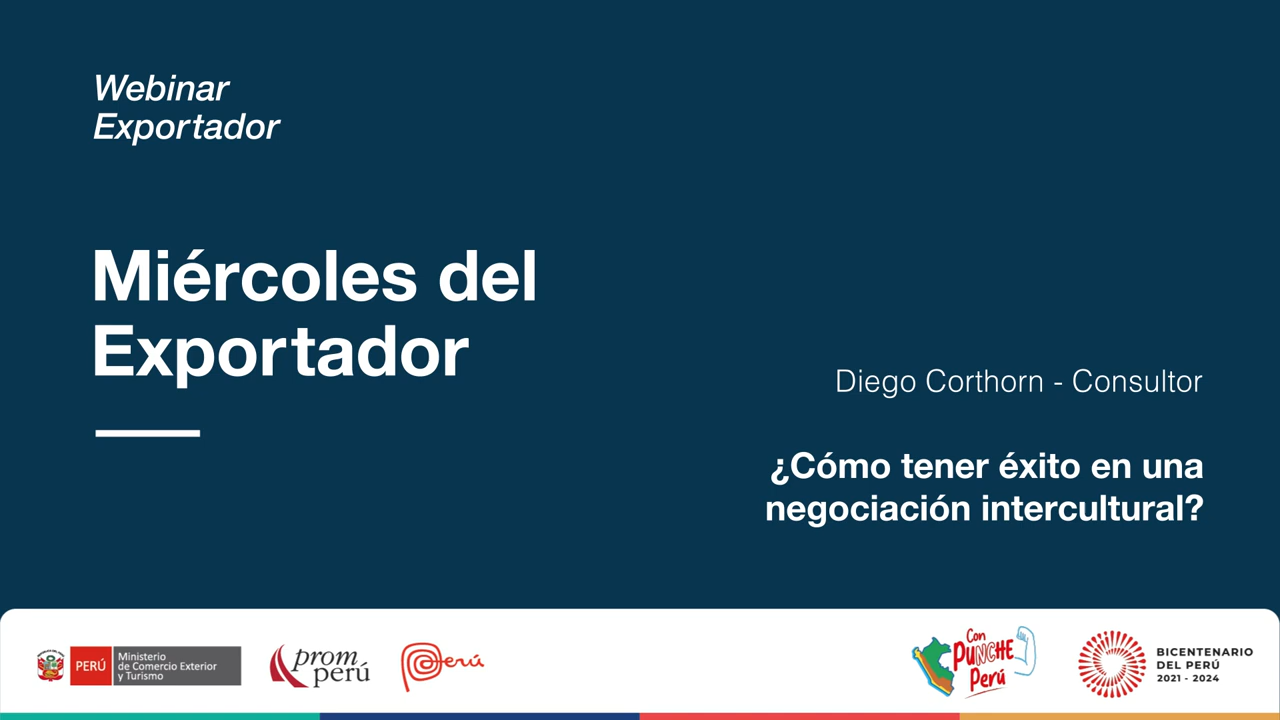 Webinar
Exportador
Miércoles del
Exportador
Diego Corthorn - Consultor
¿Cómo tener éxito en una
negociación intercultural?
PERÚ
Ministerio
de Comercio Exterior
y Turismo
prom
perú
Perú
Con
PUNCHE
Perú
BICENTENARIO
DEL PERÚ
2021 - 2024